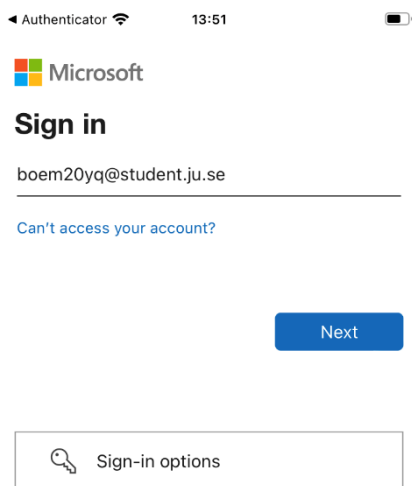 ◀ Authenticator 13:51
Microsoft
Sign in
boem20yq@student.ju.se
Can't access your account?
Next
Sign-in options